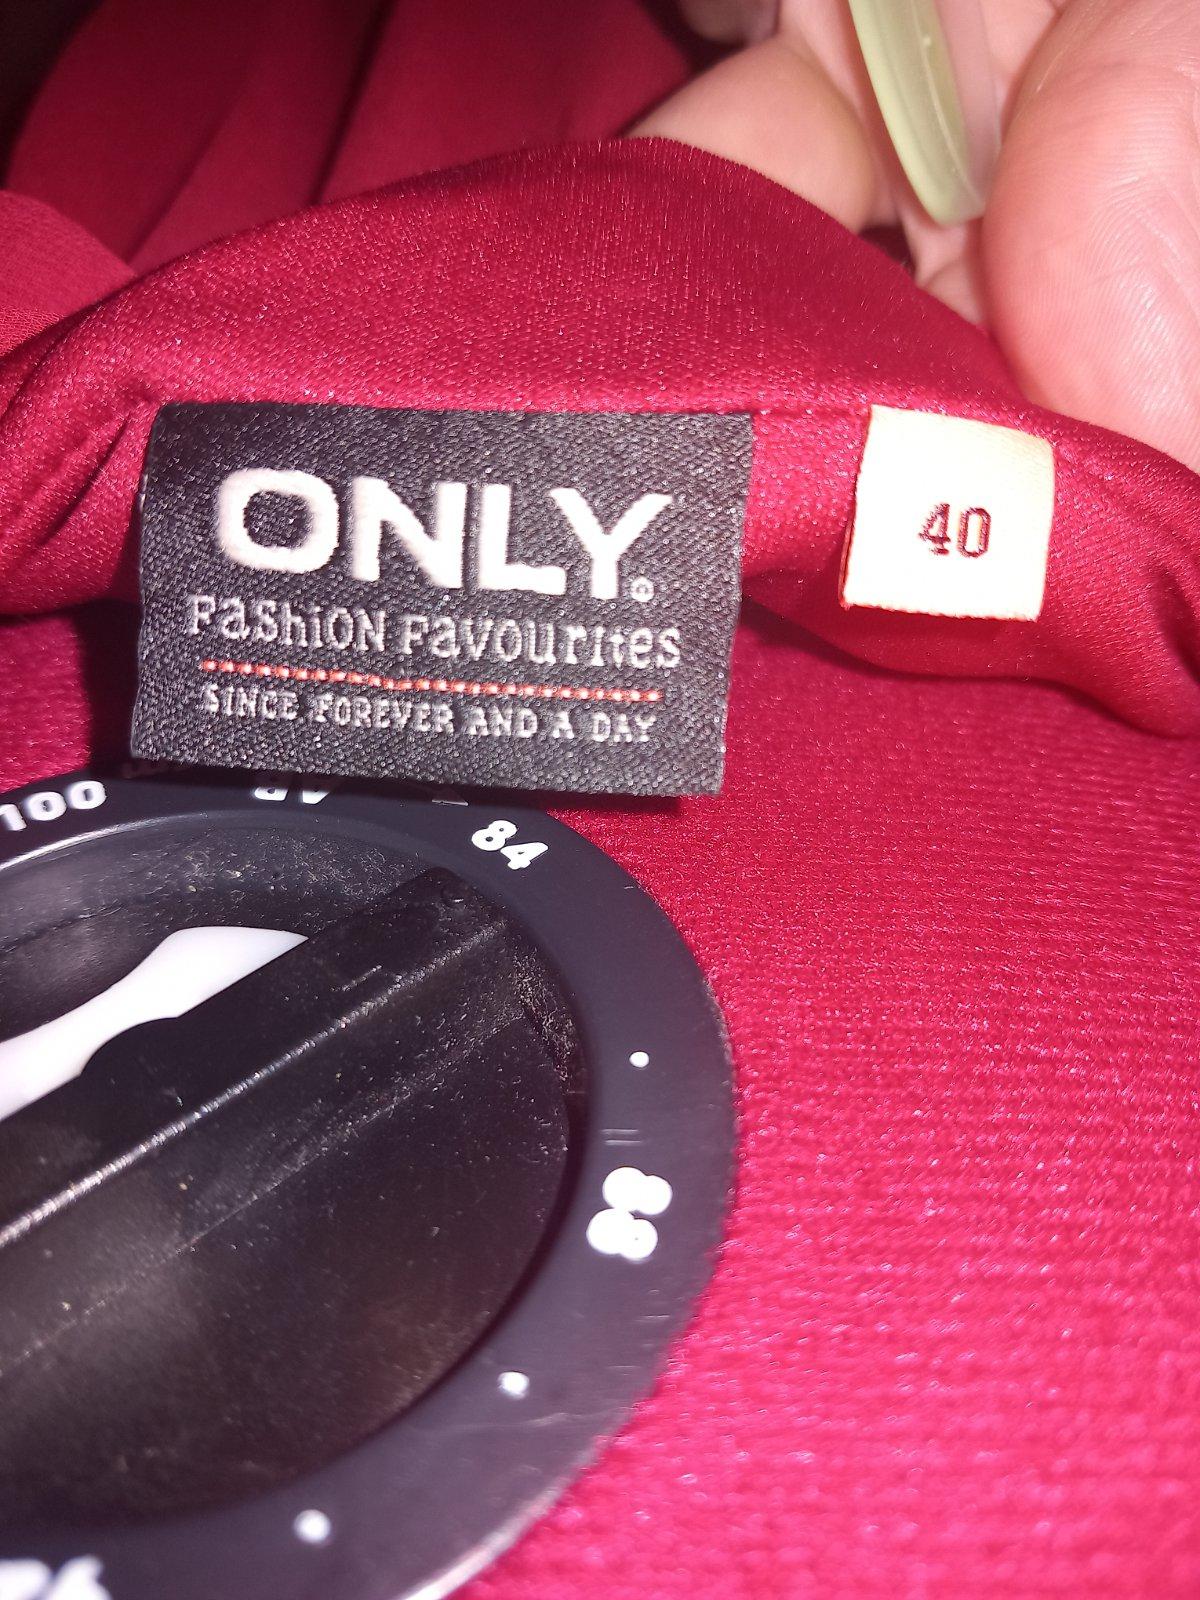 ONLY
FaShiON Favourites
SINCE FOREVER AND A DAY
40
100
84
88